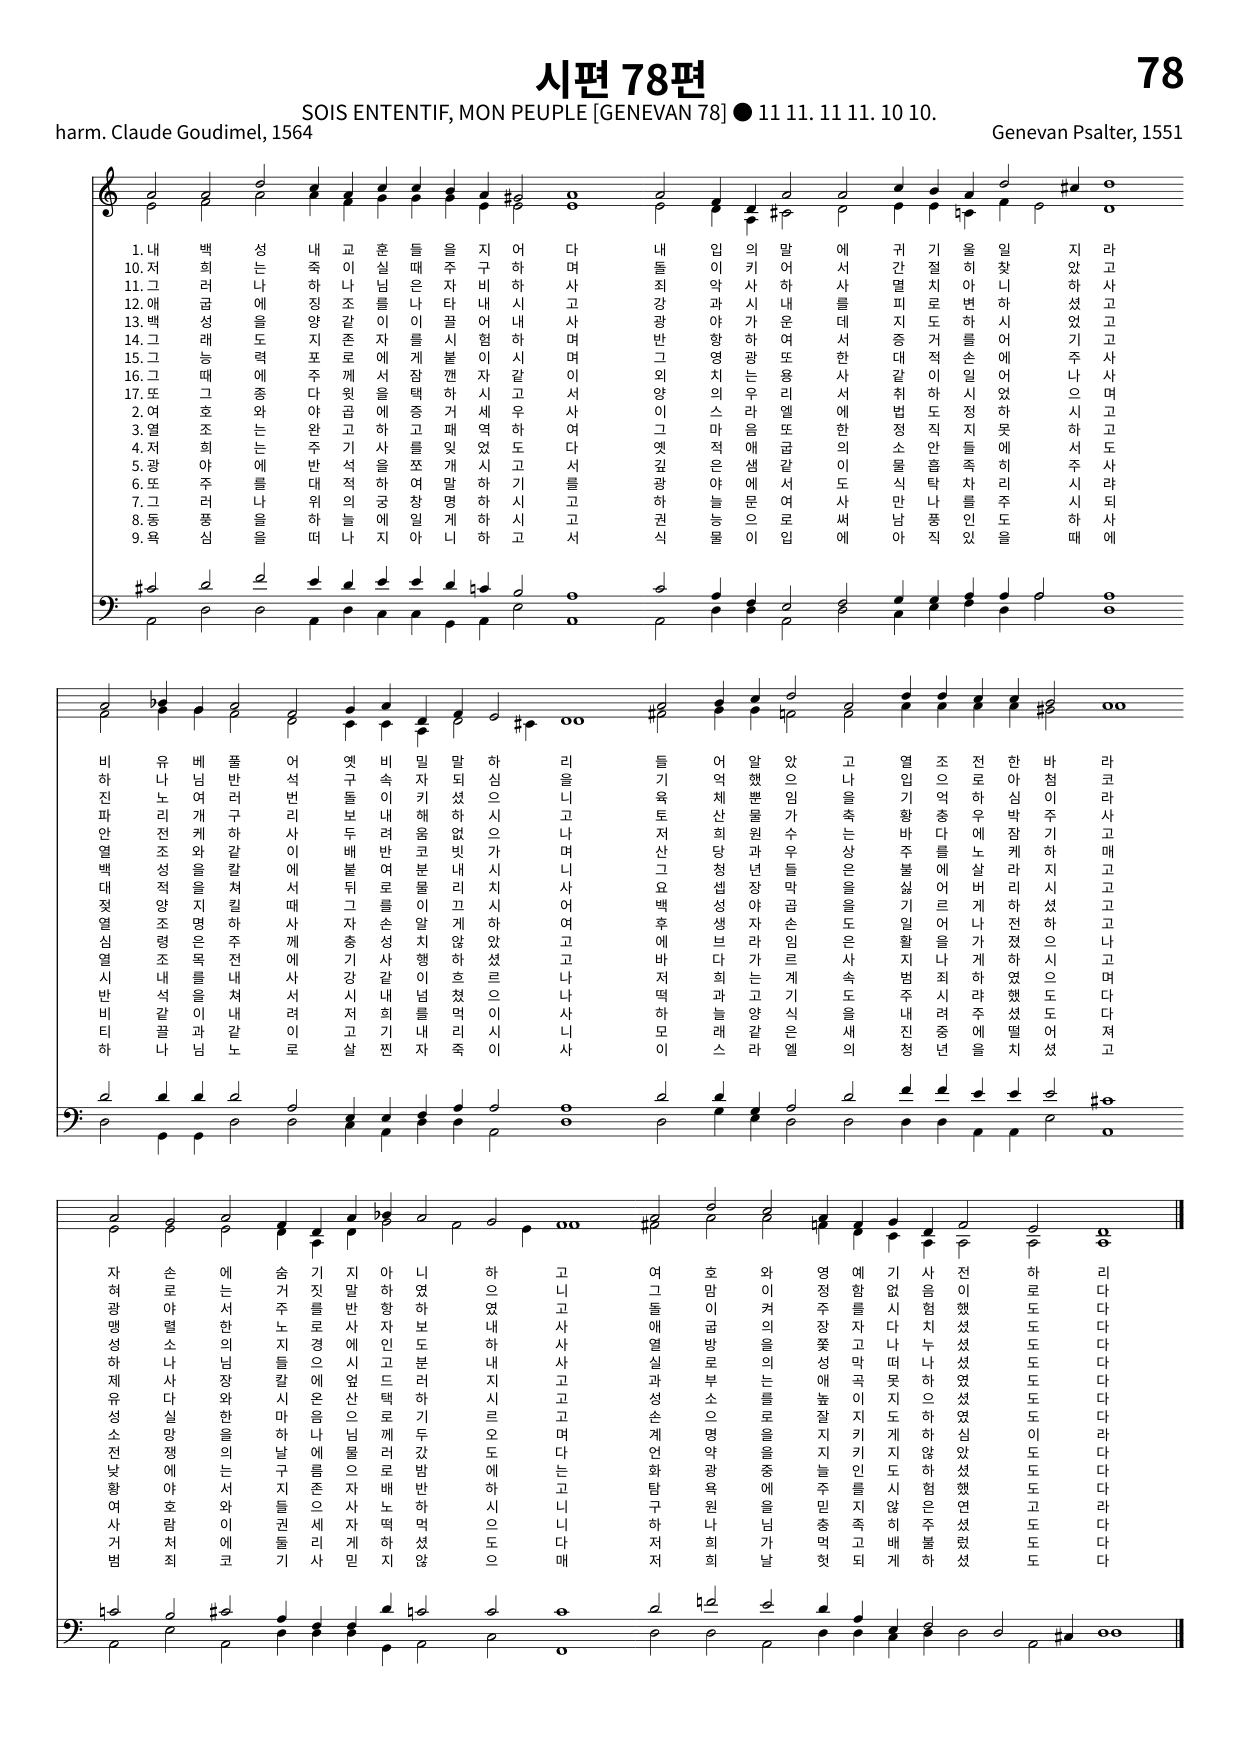 시편 78편
78
SOIS ENTENTIF, MON PEUPLE [GENEVAN 78] ● 11 11. 11 11. 10 10.
harm. Claude Goudimel, 1564
Genevan Psalter, 1551
1. 내 백 성 내 교 훈 들 을 지 어 다 내 입 의 말 에 귀 기 울 일 지 라
10. 저 희 는 죽 이 실 때 주 구 하 며 돌 이 키 어 서 간 절 히 찾 았 고
11. 그 러 나 하 나 님 은 자 비 하 사 죄 악 사 하 사 멸 치 아 니 하 사
12. 애 굽 에 징 조 를 나 타 내 시 고 강 과 시 내 를 피 로 변 하 셨 고
13. 백 성 을 양 같 이 이 끌 어 내 사 광 야 가 운 데 지 도 하 시 었 고
14. 그 래 도 지 존 자 를 시 험 하 며 반 항 하 여 서 증 거 를 어 기 고
15. 그 능 력 포 로 에 게 붙 이 시 며 그 영 광 또 한 대 적 손 에 주 사
16. 그 때 에 주 께 서 잠 깬 자 같 이 외 치 는 용 사 같 이 일 어 나 사
17. 또 그 종 다 윗 을 택 하 시 고 서 양 의 우 리 서 취 하 시 었 으 며
2. 여 호 와 야 곱 에 증 거 세 우 사 이 스 라 엘 에 법 도 정 하 시 고
3. 열 조 는 완 고 하 고 패 역 하 여 그 마 음 또 한 정 직 지 못 하 고
4. 저 희 는 주 기 사 를 잊 었 도 다 옛 적 애 굽 의 소 안 들 에 서 도
5. 광 야 에 반 석 을 쪼 개 시 고 서 깊 은 샘 같 이 물 흡 족 히 주 사
6. 또 주 를 대 적 하 여 말 하 기 를 광 야 에 서 도 식 탁 차 리 시 랴
7. 그 러 나 위 의 궁 창 명 하 시 고 하 늘 문 여 사 만 나 를 주 시 되
8. 동 풍 을 하 늘 에 일 게 하 시 고 권 능 으 로 써 남 풍 인 도 하 사
9. 욕 심 을 떠 나 지 아 니 하 고 서 식 물 이 입 에 아 직 있 을 때 에
비 유 베 풀 어 옛 비 밀 말 하 리 들 어 알 았 고 열 조 전 한 바 라
하 나 님 반 석 구 속 자 되 심 을 기 억 했 으 나 입 으 로 아 첨 코
진 노 여 러 번 돌 이 키 셨 으 니 육 체 뿐 임 을 기 억 하 심 이 라
파 리 개 구 리 보 내 해 하 시 고 토 산 물 가 축 황 충 우 박 주 사
안 전 케 하 사 두 려 움 없 으 나 저 희 원 수 는 바 다 에 잠 기 고
열 조 와 같 이 배 반 코 빗 가 며 산 당 과 우 상 주 를 노 케 하 매
백 성 을 칼 에 붙 여 분 내 시 니 그 청 년 들 은 불 에 살 라 지 고
대 적 을 쳐 서 뒤 로 물 리 치 사 요 셉 장 막 을 싫 어 버 리 시 고
젖 양 지 킬 때 그 를 이 끄 시 어 백 성 야 곱 을 기 르 게 하 셨 고
열 조 명 하 사 자 손 알 게 하 여 후 생 자 손 도 일 어 나 전 하 고
심 령 은 주 께 충 성 치 않 았 고 에 브 라 임 은 활 을 가 졌 으 나
열 조 목 전 에 기 사 행 하 셨 고 바 다 가 르 사 지 나 게 하 시 고
시 내 를 내 사 강 같 이 흐 르 나 저 희 는 계 속 범 죄 하 였 으 며
반 석 을 쳐 서 시 내 넘 쳤 으 나 떡 과 고 기 도 주 시 랴 했 도 다
비 같 이 내 려 저 희 를 먹 이 사 하 늘 양 식 을 내 려 주 셨 도 다
티 끌 과 같 이 고 기 내 리 시 니 모 래 같 은 새 진 중 에 떨 어 져
하 나 님 노 로 살 찐 자 죽 이 사 이 스 라 엘 의 청 년 을 치 셨 고
자 손 에 숨 기 지 아 니 하 고 여 호 와 영 예 기 사 전 하 리
혀 로 는 거 짓 말 하 였 으 니 그 맘 이 정 함 없 음 이 로 다
광 야 서 주 를 반 항 하 였 고 돌 이 켜 주 를 시 험 했 도 다
맹 렬 한 노 로 사 자 보 내 사 애 굽 의 장 자 다 치 셨 도 다
성 소 의 지 경 에 인 도 하 사 열 방 을 쫓 고 나 누 셨 도 다
하 나 님 들 으 시 고 분 내 사 실 로 의 성 막 떠 나 셨 도 다
제 사 장 칼 에 엎 드 러 지 고 과 부 는 애 곡 못 하 였 도 다
유 다 와 시 온 산 택 하 시 고 성 소 를 높 이 지 으 셨 도 다
성 실 한 마 음 으 로 기 르 고 손 으 로 잘 지 도 하 였 도 다
소 망 을 하 나 님 께 두 오 며 계 명 을 지 키 게 하 심 이 라
전 쟁 의 날 에 물 러 갔 도 다 언 약 을 지 키 지 않 았 도 다
낮 에 는 구 름 으 로 밤 에 는 화 광 중 늘 인 도 하 셨 도 다
황 야 서 지 존 자 배 반 하 고 탐 욕 에 주 를 시 험 했 도 다
여 호 와 들 으 사 노 하 시 니 구 원 을 믿 지 않 은 연 고 라
사 람 이 권 세 자 떡 먹 으 니 하 나 님 충 족 히 주 셨 도 다
거 처 에 둘 리 게 하 셨 도 다 저 희 가 먹 고 배 불 렀 도 다
범 죄 코 기 사 믿 지 않 으 매 저 희 날 헛 되 게 하 셨 도 다